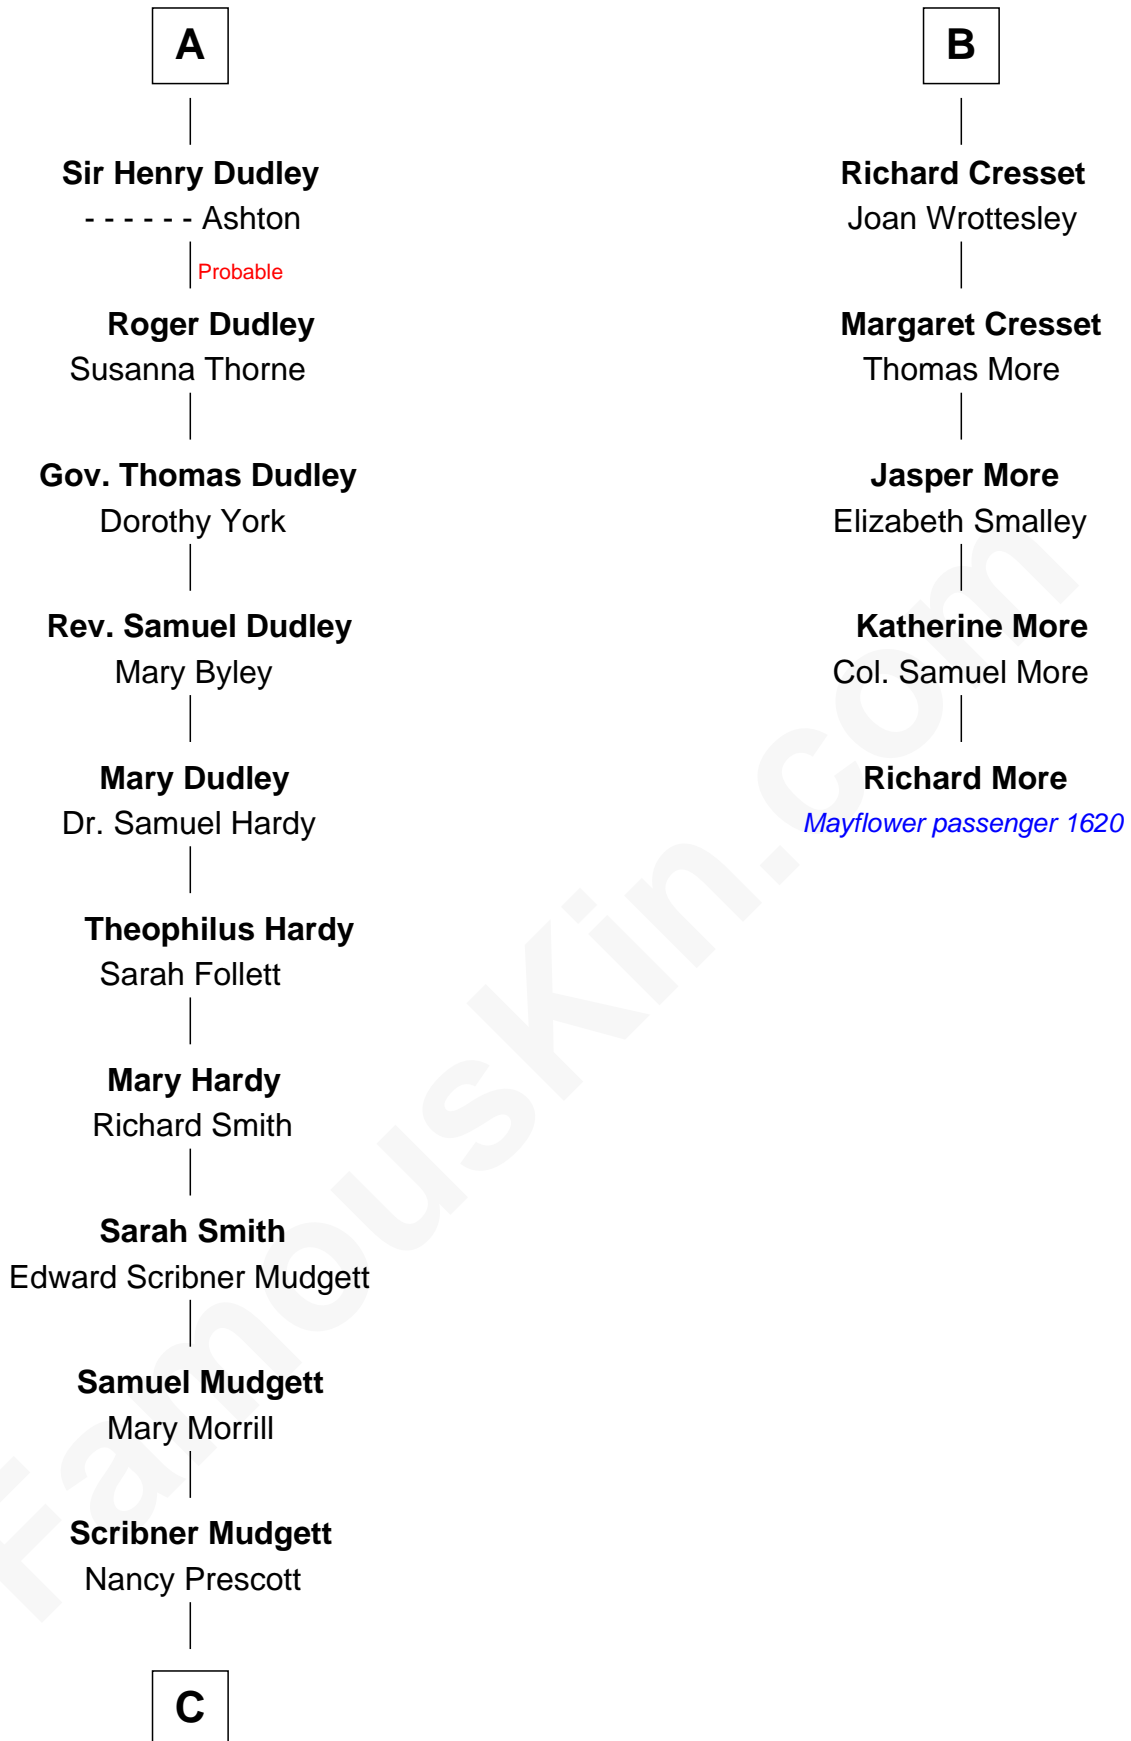 A
Sir Henry Dudley
- - - - - - Ashton
Probable
Roger Dudley
Susanna Thorne
Gov. Thomas Dudley
Dorothy York
Rev. Samuel Dudley
Mary Byley
Mary Dudley
Dr. Samuel Hardy
Theophilus Hardy
Sarah Follett
Mary Hardy
Richard Smith
Sarah Smith
Edward Scribner Mudgett
Samuel Mudgett
Mary Morrill
Scribner Mudgett
Nancy Prescott
C
B
Richard Cresset
Joan Wrottesley
Margaret Cresset
Thomas More
Jasper More
Elizabeth Smalley
Katherine More
Col. Samuel More
Richard More
Mayflower passenger 1620
FamousKin.com